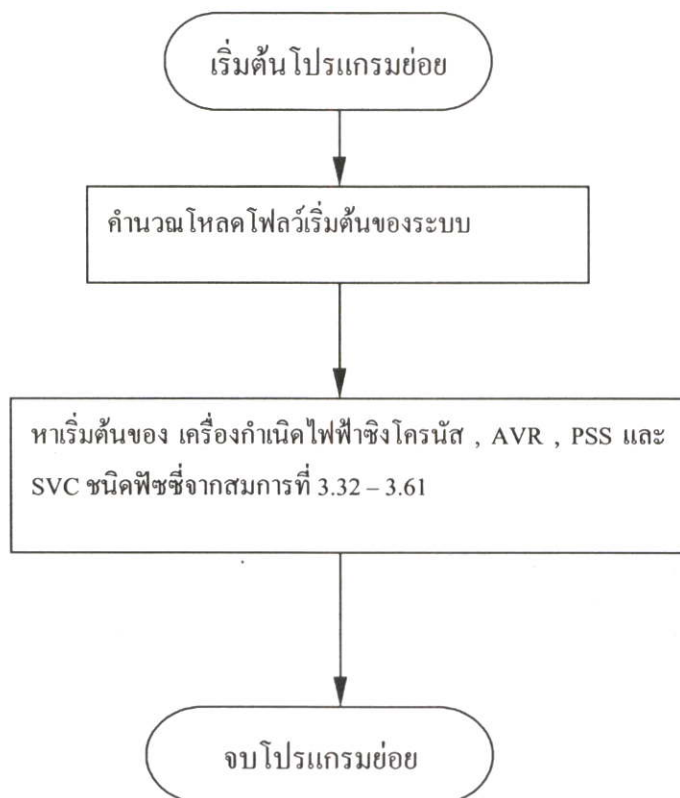 เริ่มต้นโปรแกรมย่อย
คำนวณโหลดโฟลว์เริ่มต้นของระบบ
หาเริ่มต้นของ เครื่องกำเนิดไฟฟ้าซิงโครนัส , AVR , PSS และ
SVC ชนิดฟัซซี่จากสมการที่ 3.32 – 3.61
จบโปรแกรมย่อย